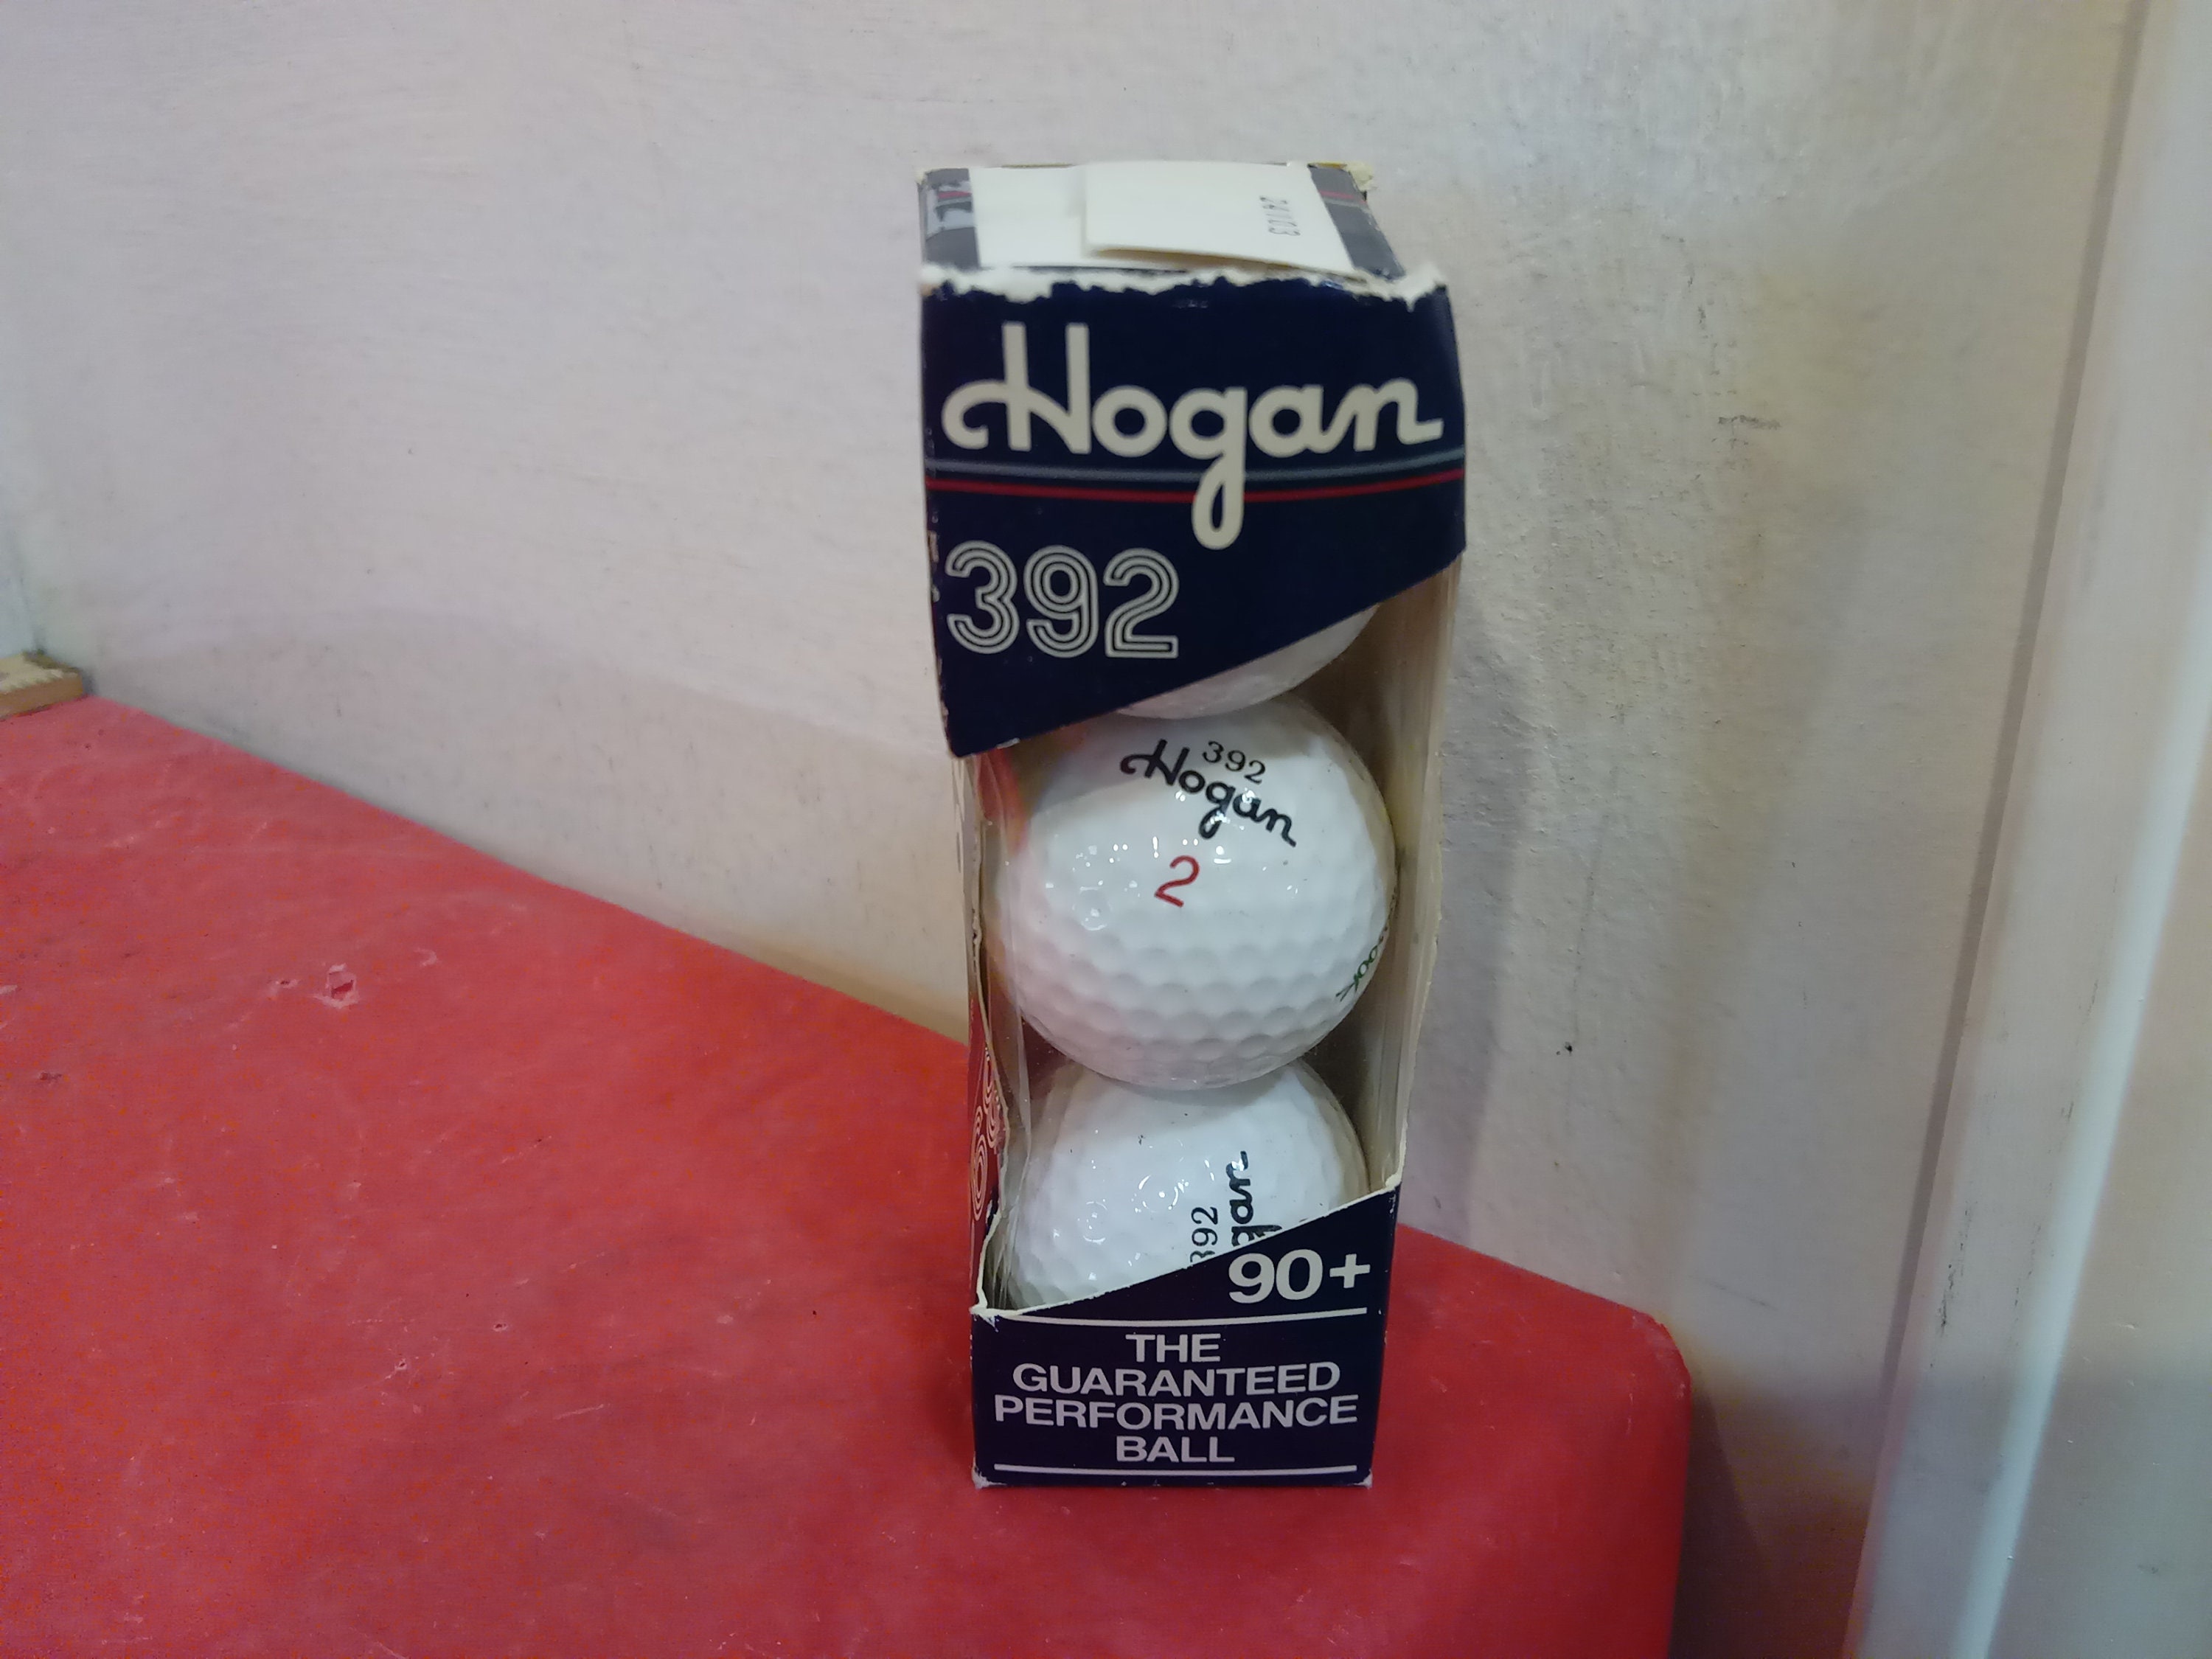 Hogan
392
392
Hogan
2
392
90+
THE
GUARANTEED
PERFORMANCE
BALL